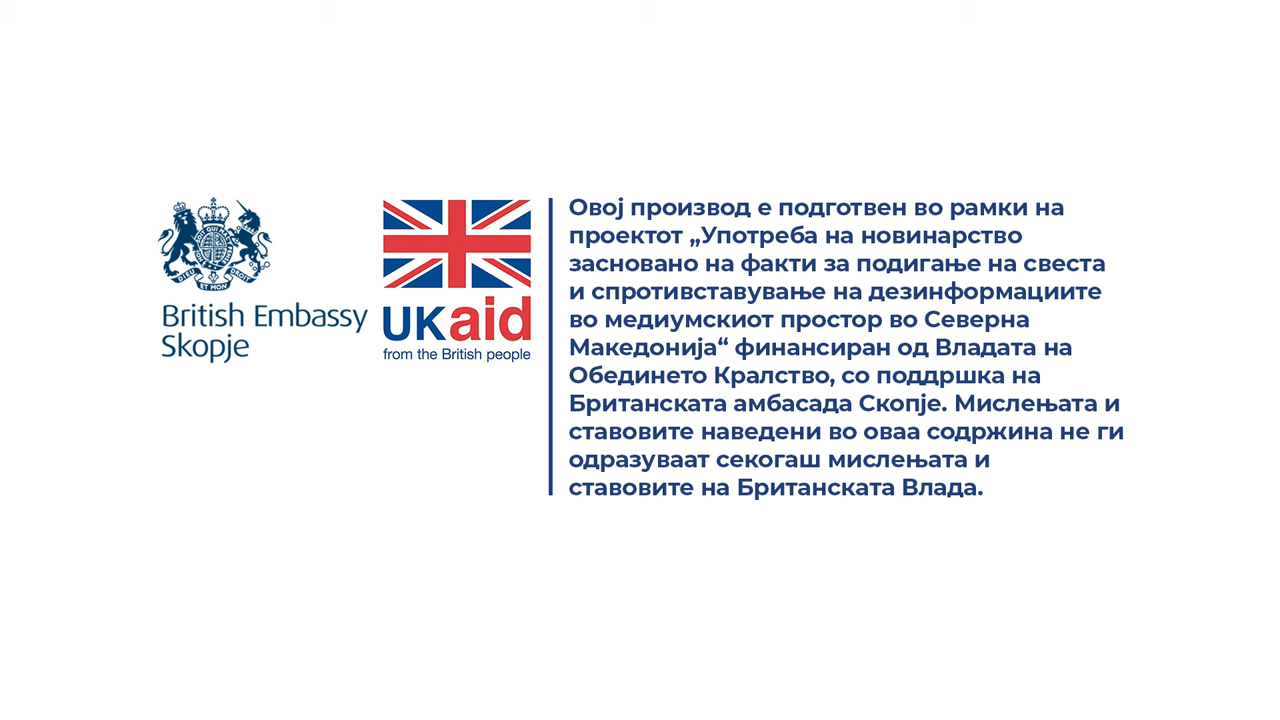 British Embassy
Skopje
UKaid
from the British people
Овој производ е подготвен во рамки на
проектот „Употреба на новинарство
засновано на факти за подигање на свеста
и спротивставување на дезинформациите
во медиумскиот простор во Северна
Македонија“ финансиран од Владата на
Обединето Кралство, со поддршка на
Британската амбасада Скопје. Мислењата и
ставовите наведени во оваа содржина не ги
одразуваат секогаш мислењата и
ставовите на Британската Влада.